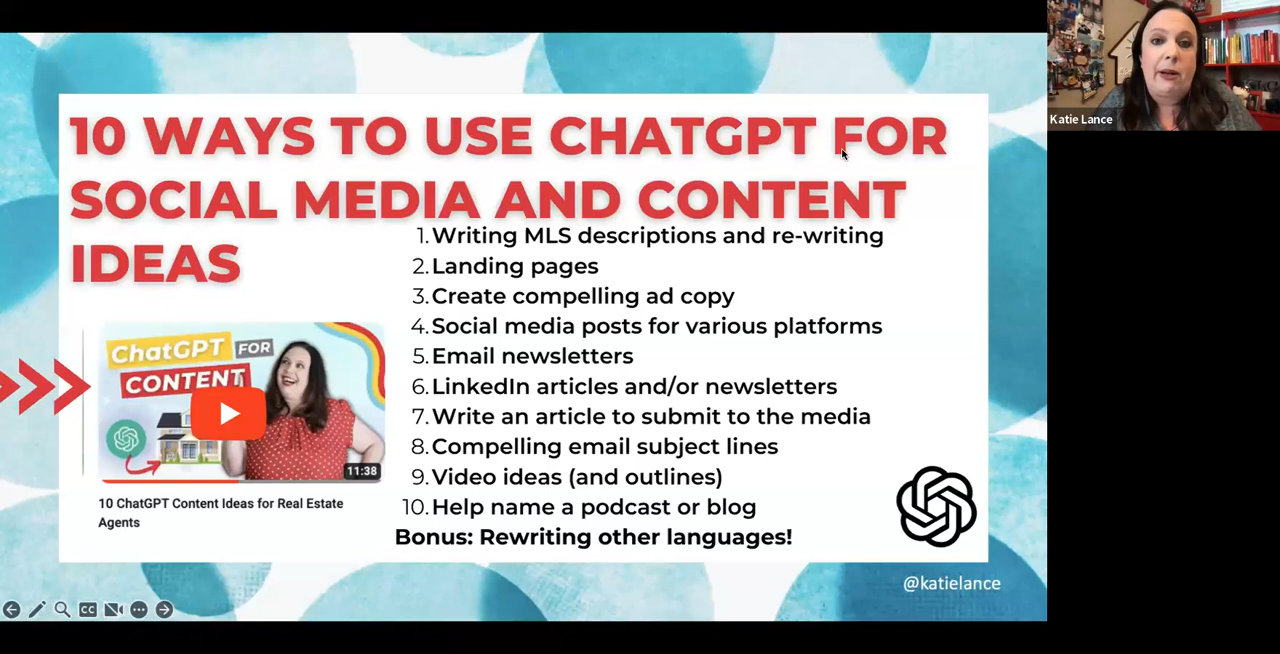 10 WAYS TO USE CHATGPT FOR
SOCIAL MEDIA AND CONTENT
IDEAS
1. Writing MLS descriptions and re-writing
2. Landing pages
3. Create compelling ad copy
4. Social media posts for various platforms
5. Email newsletters
6. LinkedIn articles and/or newsletters
7. Write an article to submit to the media
8. Compelling email subject lines
9. Video ideas (and outlines)
10. Help name a podcast or blog
Bonus: Rewriting other languages!
ChatGPT FOR
CONTENT
11:38
10 ChatGPT Content Ideas for Real Estate
Agents
@katielance
CC
Katie Lance